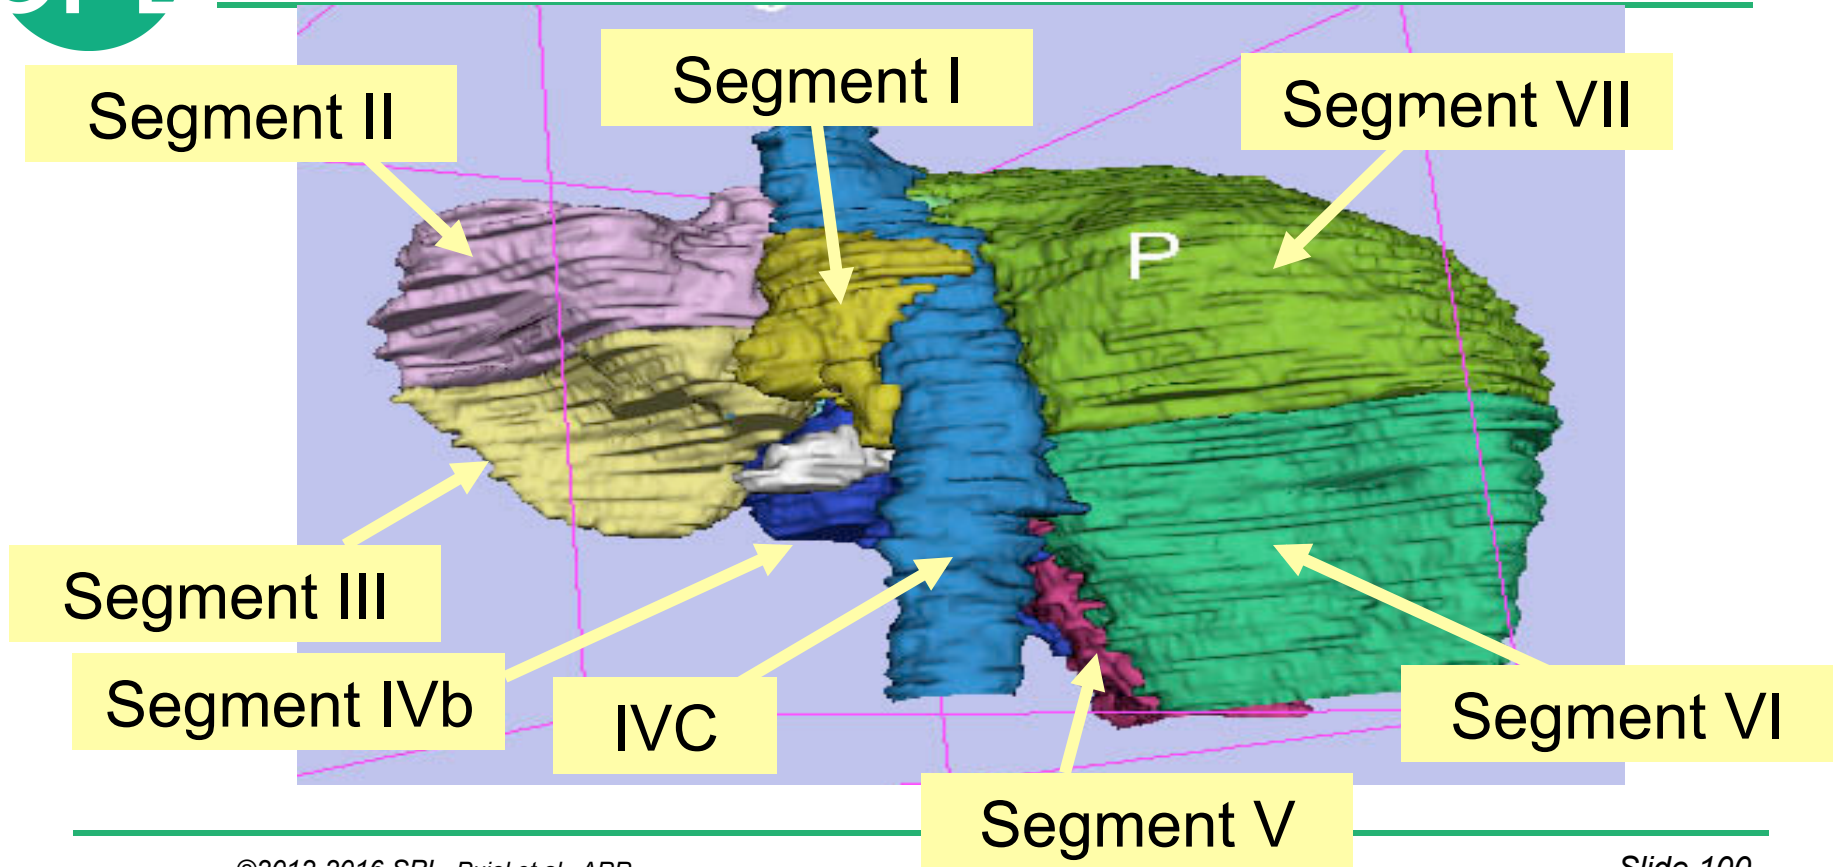 Segment I
Segment II
Segment VII
P
Segment III
Segment IVb
IVC
Segment VI
Segment V